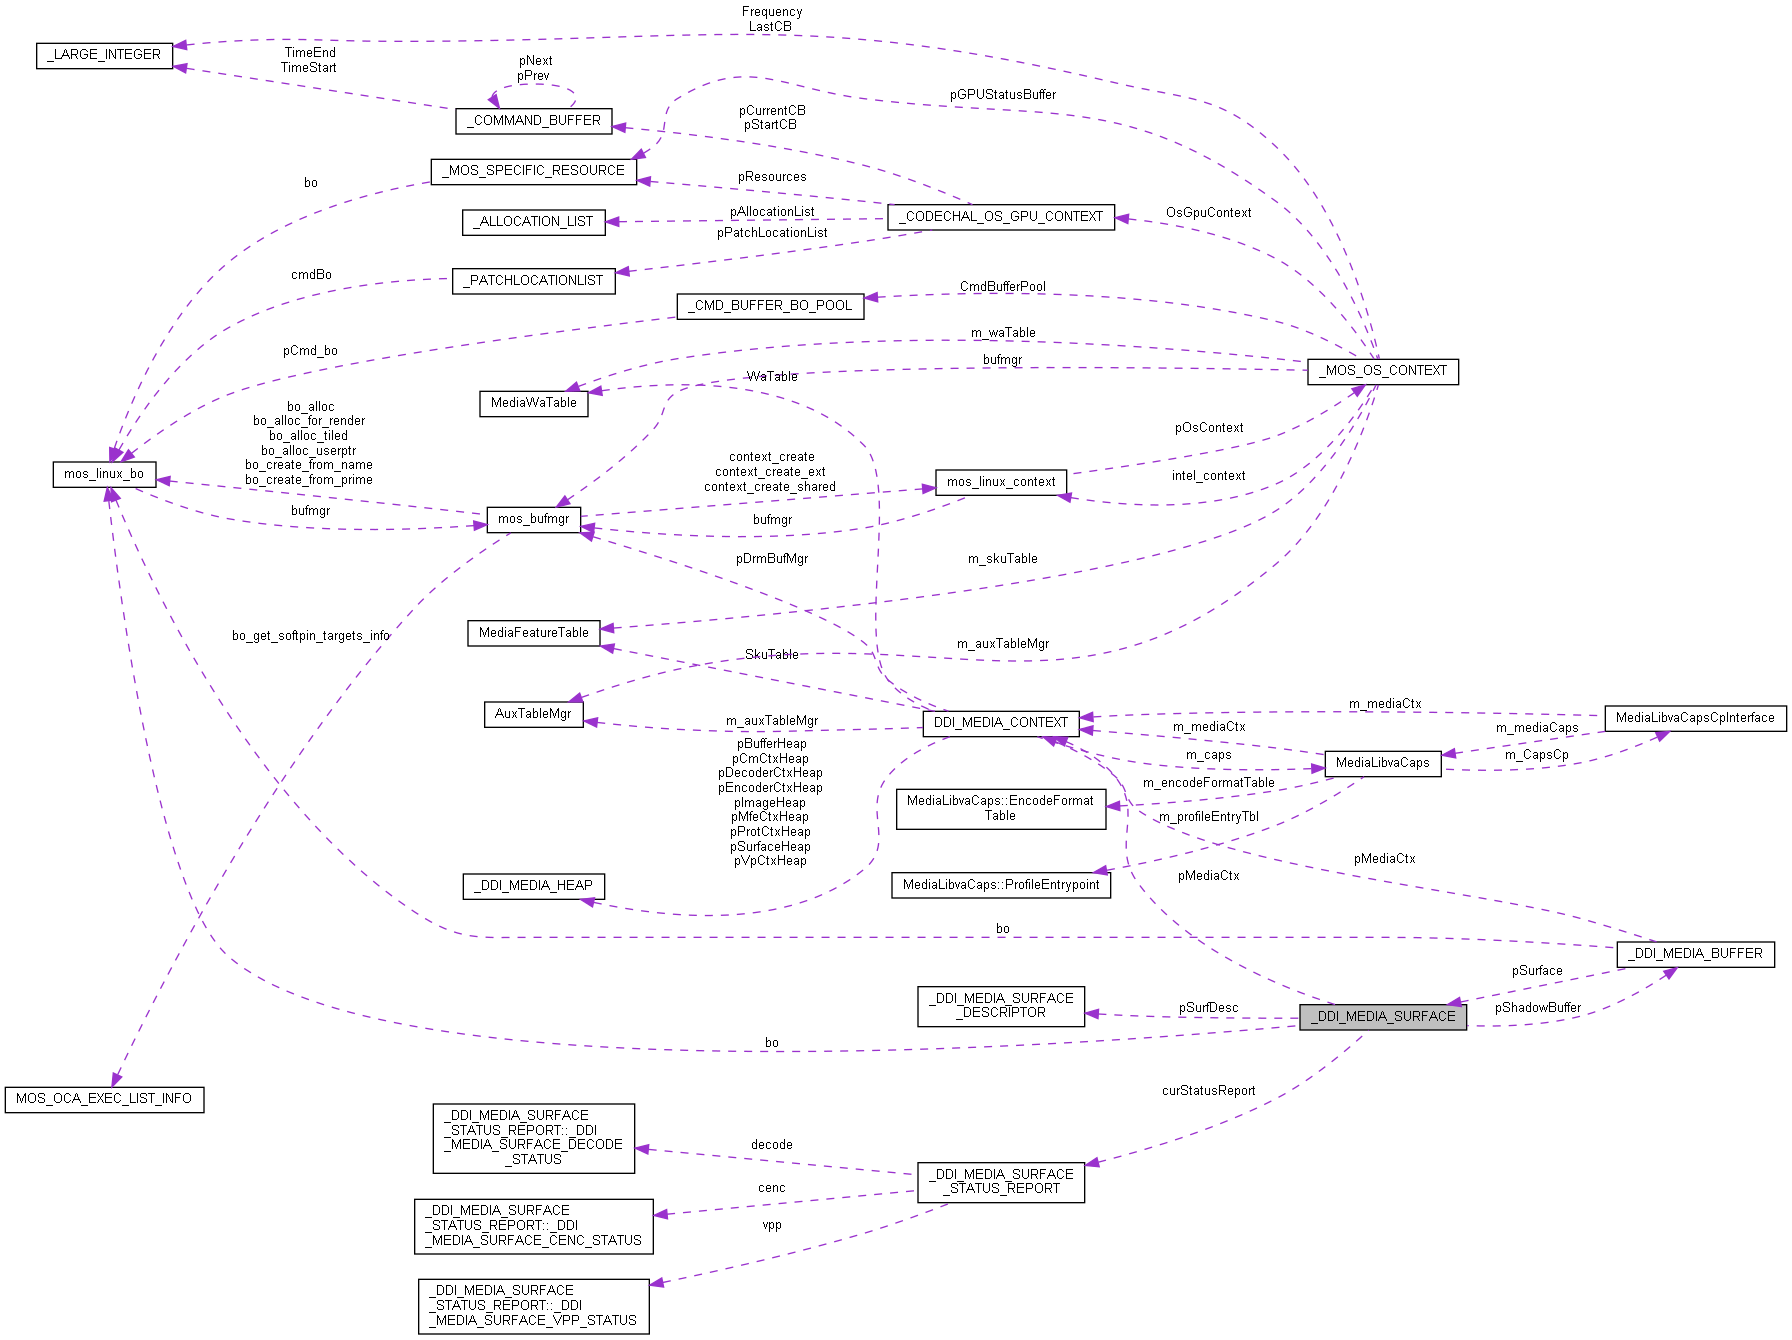 Frequency
LastCB
_LARGE_INTEGER
TimeEnd
TimeStart
pNext
pPrev
_COMMAND_BUFFER
pGPUStatusBuffer
pCurrentCB
pStartCB
_MOS_SPECIFIC_RESOURCE
bo
pResources
_ALLOCATION_LIST
pAllocationList
_CODECHAL_OS_GPU_CONTEXT
OsGpuContext
pPatchLocationList
cmdBo
_PATCHLOCATIONLIST
_CMD_BUFFER_BO_POOL
CmdBufferPool
pCmd_bo
m_waTable
bufmgr
WaTable
_MOS_OS_CONTEXT
MediaWaTable
bo_alloc
bo_alloc_for_render
bo_alloc_tiled
bo_alloc_userptr
bo_create_from_name
bo_create_from_prime
mos_linux_bo
pOsContext
context_create
context_create_ext
context_create_shared
mos_linux_context
intel_context
bufmgr
mos_bufmgr
bufmgr
pDrmBufMgr
m_skuTable
bo_get_softpin_targets_info
MediaFeatureTable
SkuTable
m_auxTableMgr
AuxTableMgr
m_auxTableMgr
DDI_MEDIA_CONTEXT
m_mediaCtx
MediaLibvaCapsCpInterface
m_mediaCtx
m_mediaCaps
m_caps
MediaLibvaCaps
m_CapsCp
pBufferHeap
pCmCtxHeap
pDecoderCtxHeap
pEncoderCtxHeap
pImageHeap
pMfeCtxHeap
pProtCtxHeap
pSurfaceHeap
pVpCtxHeap
m_encodeFormatTable
MediaLibvaCaps::EncodeFormat
Table
m_profileEntryTbl
pMediaCtx
_DDI_MEDIA_HEAP
MediaLibvaCaps::ProfileEntrypoint
pMediaCtx
bo
_DDI_MEDIA_BUFFER
pSurface
_DDI_MEDIA_SURFACE
_DESCRIPTOR
pSurfDesc
_DDI_MEDIA_SURFACE
pShadowBuffer
bo
MOS_OCA_EXEC_LIST_INFO
curStatusReport
_DDI_MEDIA_SURFACE
_STATUS_REPORT::_DDI
_MEDIA_SURFACE_DECODE
_STATUS
decode
_DDI_MEDIA_SURFACE
_STATUS_REPORT
cenc
_DDI_MEDIA_SURFACE
_STATUS_REPORT::_DDI
_MEDIA_SURFACE_CENC_STATUS
vpp
_DDI_MEDIA_SURFACE
_STATUS_REPORT::_DDI
_MEDIA_SURFACE_VPP_STATUS